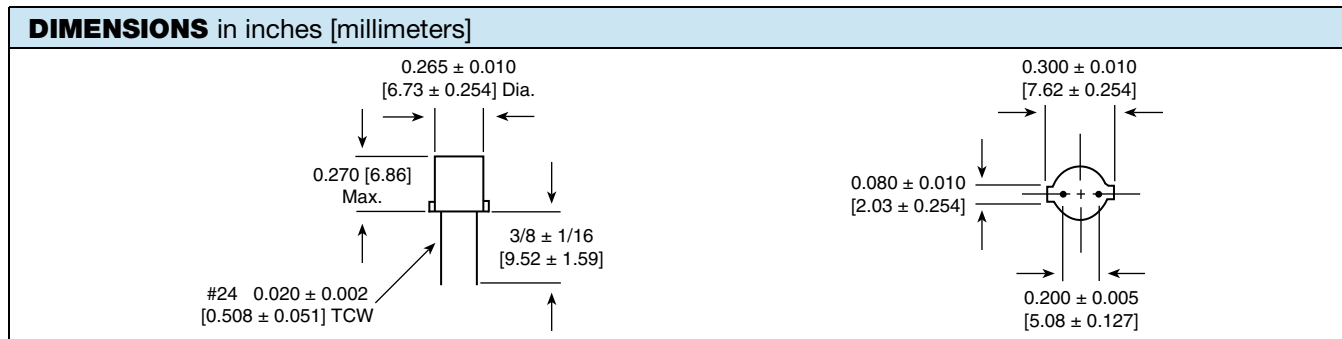 DIMENSIONS in inches [millimeters]
0.265 ± 0.010
[6.73 ± 0.254] Dia.
0.270 [6.86]
Max.
3/8 ± 1/16
[9.52 ± 1.59]
#24 0.020 ± 0.002
[0.508 ± 0.051] TCW
0.300 ± 0.010
[7.62 ± 0.254]
0.080 ± 0.010
[2.03 ± 0.254]
0.200 ± 0.005
[5.08 ± 0.127]